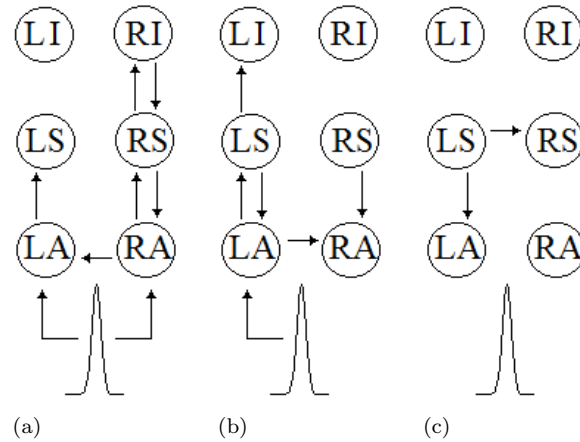 LI RI LI RI LI RI
LS RS LS RS LS RS
LA RA LA RA LA RA
(a) (b) (c)